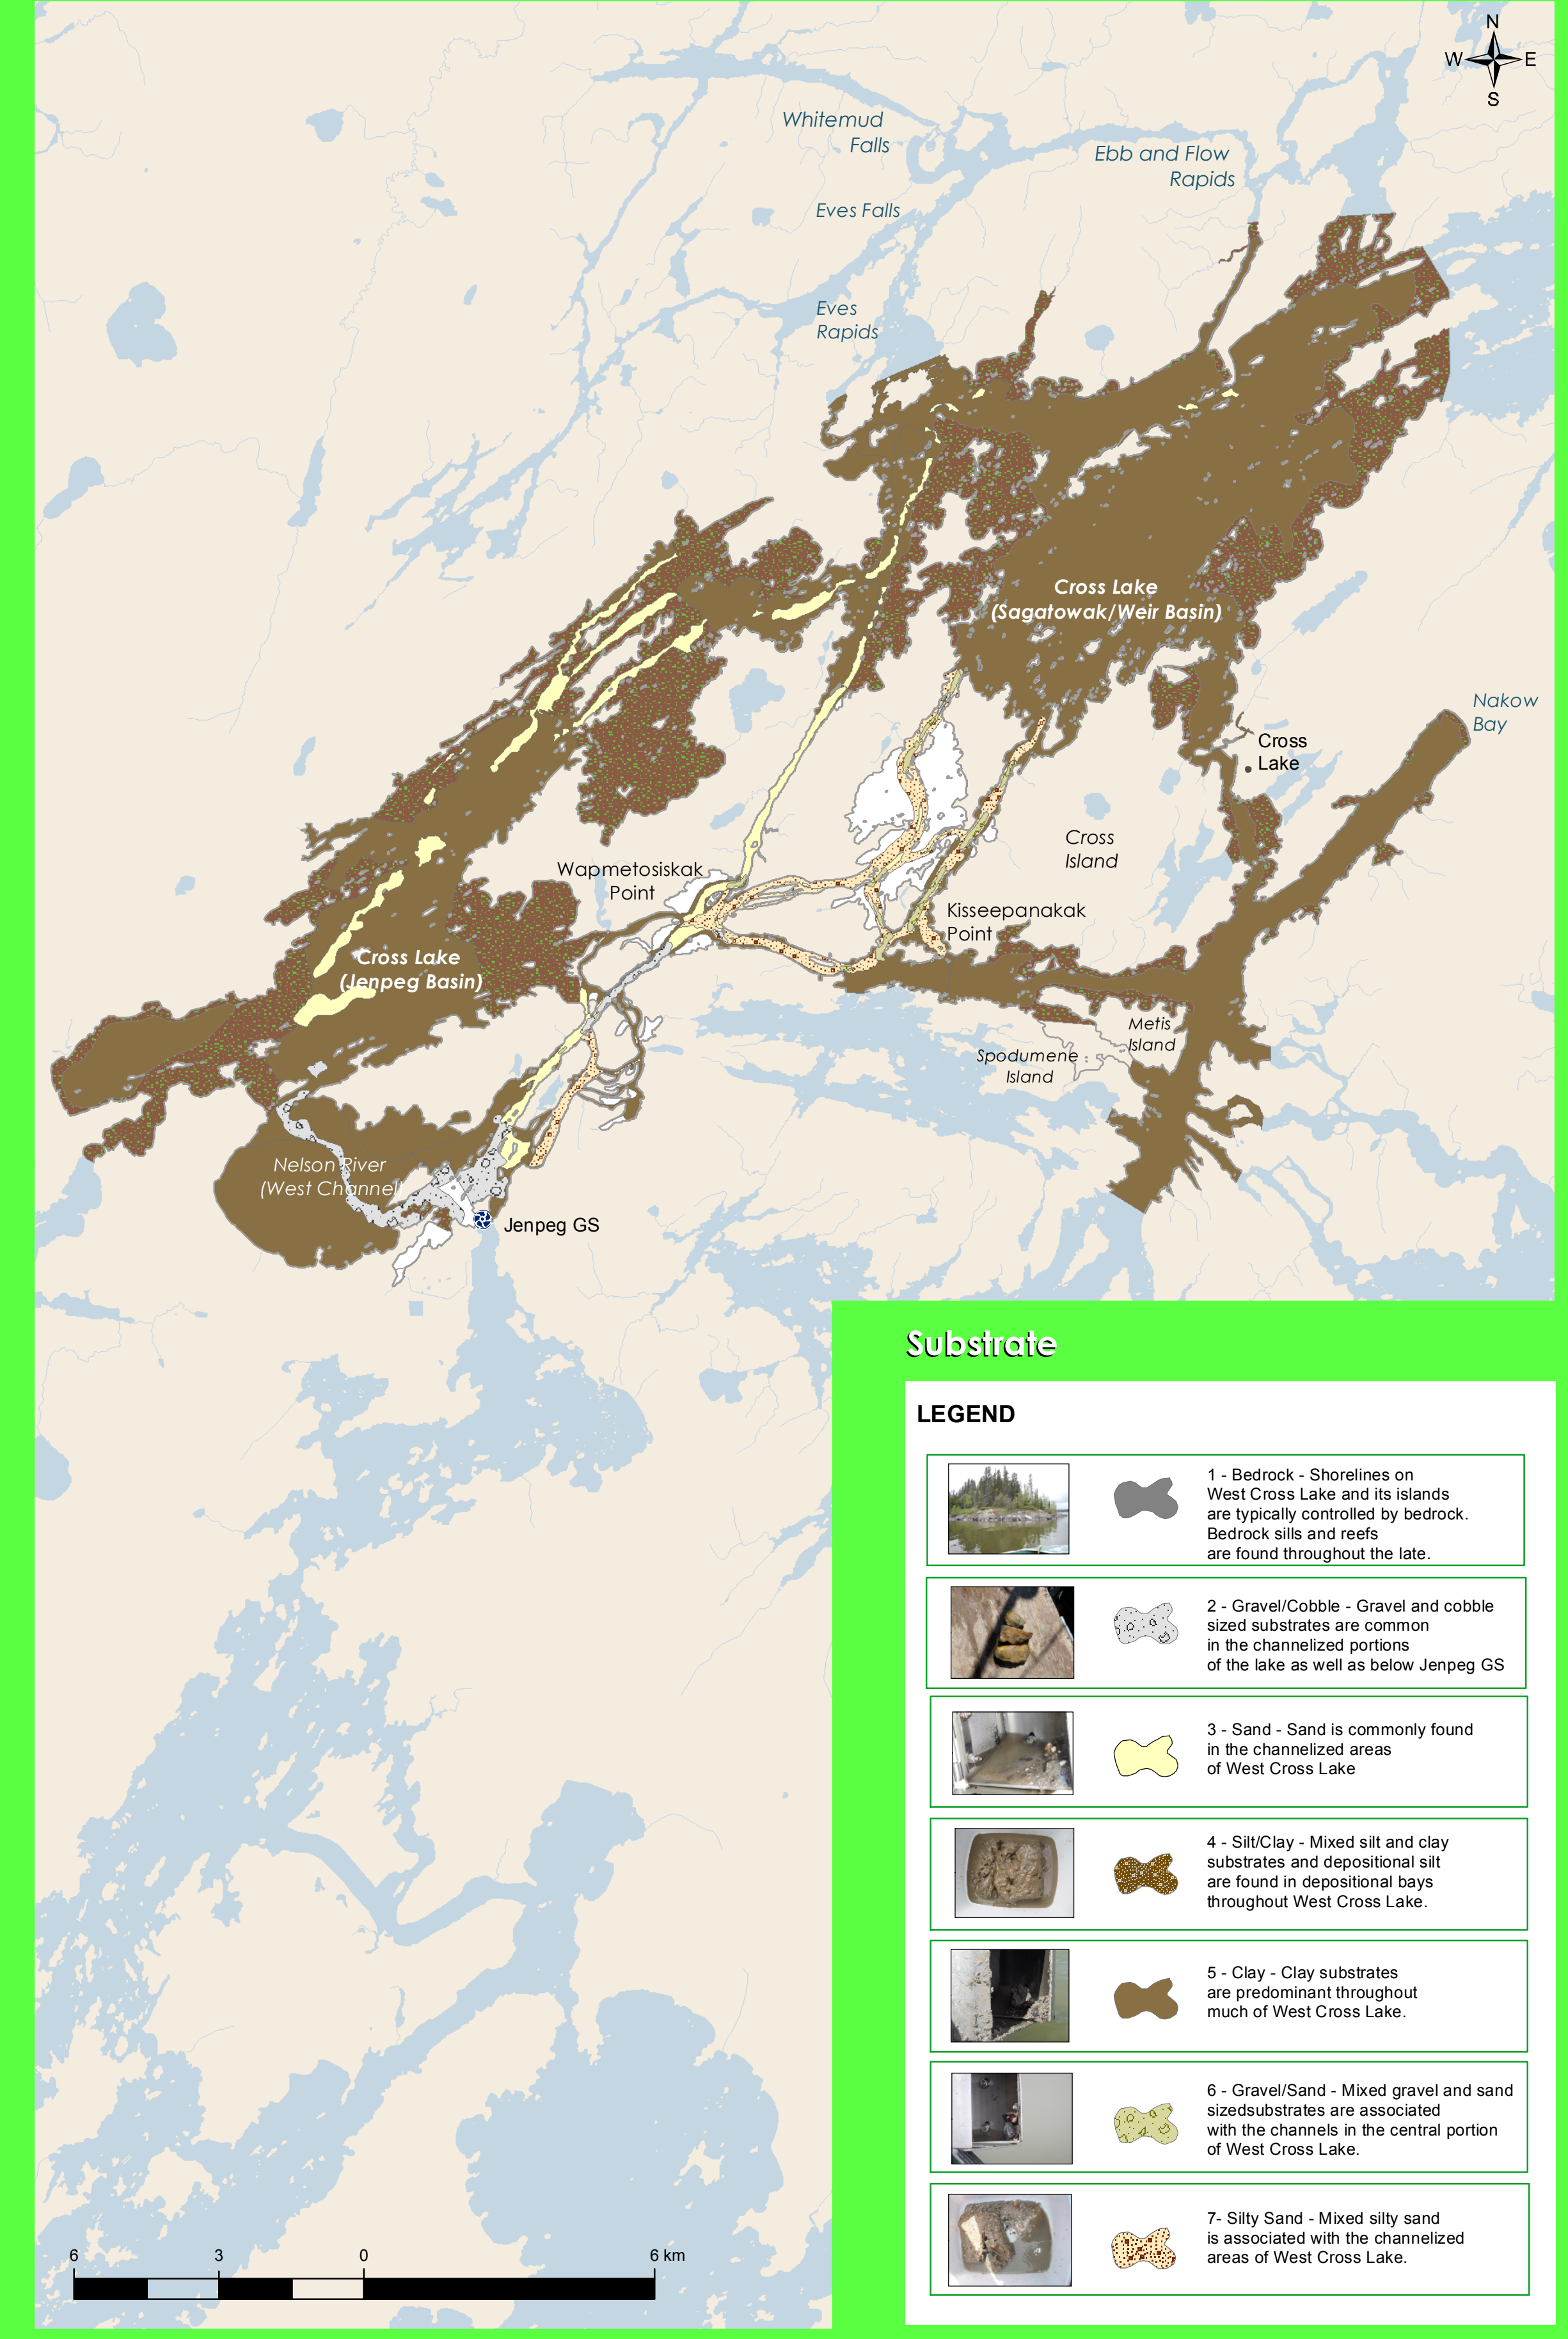 N
W E
S
Whitemud
Falls
Ebb and Flow
Rapids
Eves Falls
Eves
Rapids
Cross Lake
(Sagatowak/Weir Basin)
Nakow
Bay
Cross
Lake
Cross
Island
Wapmetosiskak
Point
Kisseepanakak
Point
Cross Lake
(Jenpeg Basin)
Metis
Island
Spodumene
Island
Nelson River
(West Channel)
Jenpeg GS
Substrate
LEGEND
1 - Bedrock - Shorelines on
West Cross Lake and its islands
are typically controlled by bedrock.
Bedrock sills and reefs
are found throughout the late.
2 - Gravel/Cobble - Gravel and cobble
sized substrates are common
in the channelized portions
of the lake as well as below Jenpeg GS
3 - Sand - Sand is commonly found
in the channelized areas
of West Cross Lake
4 - Silt/Clay - Mixed silt and clay
substrates and depositional silt
are found in depositional bays
throughout West Cross Lake.
5 - Clay - Clay substrates
are predominant throughout
much of West Cross Lake.
6 - Gravel/Sand - Mixed gravel and sand
sizedsubstrates are associated
with the channels in the central portion
of West Cross Lake.
7- Silty Sand - Mixed silty sand
is associated with the channelized
areas of West Cross Lake.
6 3 0 6 km